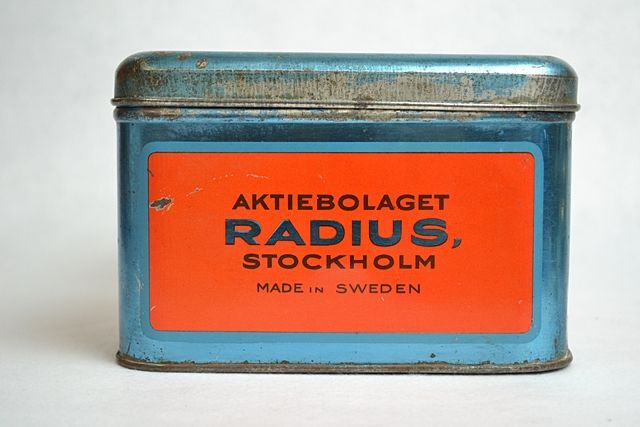 AKTIEBOLAGET
RADIUS,
STOCKHOLM
MADE IN SWEDEN